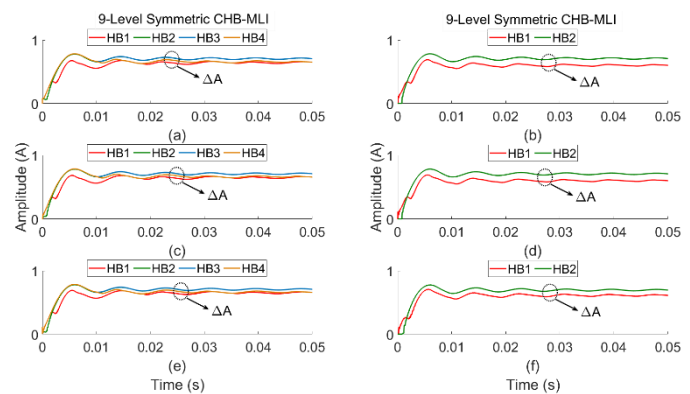 9-Level Symmetric CHB-MLI
HB1 HB2 HB3 HB4
1
ΔA
0
0 0.01 0.02 0.03 0.04 0.05
(a)
9-Level Symmetric CHB-MLI
HB1 HB2
1
ΔA
0
0 0.01 0.02 0.03 0.04 0.05
(b)
Amplitude (A)
HB1 HB2 HB3 HB4
1
ΔA
0
0 0.01 0.02 0.03 0.04 0.05
(c)
Amplitude (A)
HB1 HB2
1
ΔA
0
0 0.01 0.02 0.03 0.04 0.05
(d)
HB1 HB2 HB3 HB4
1
ΔA
0
0 0.01 0.02 0.03 0.04 0.05
(e)
Time (s)
HB1 HB2
1
ΔA
0
0 0.01 0.02 0.03 0.04 0.05
(f)
Time (s)